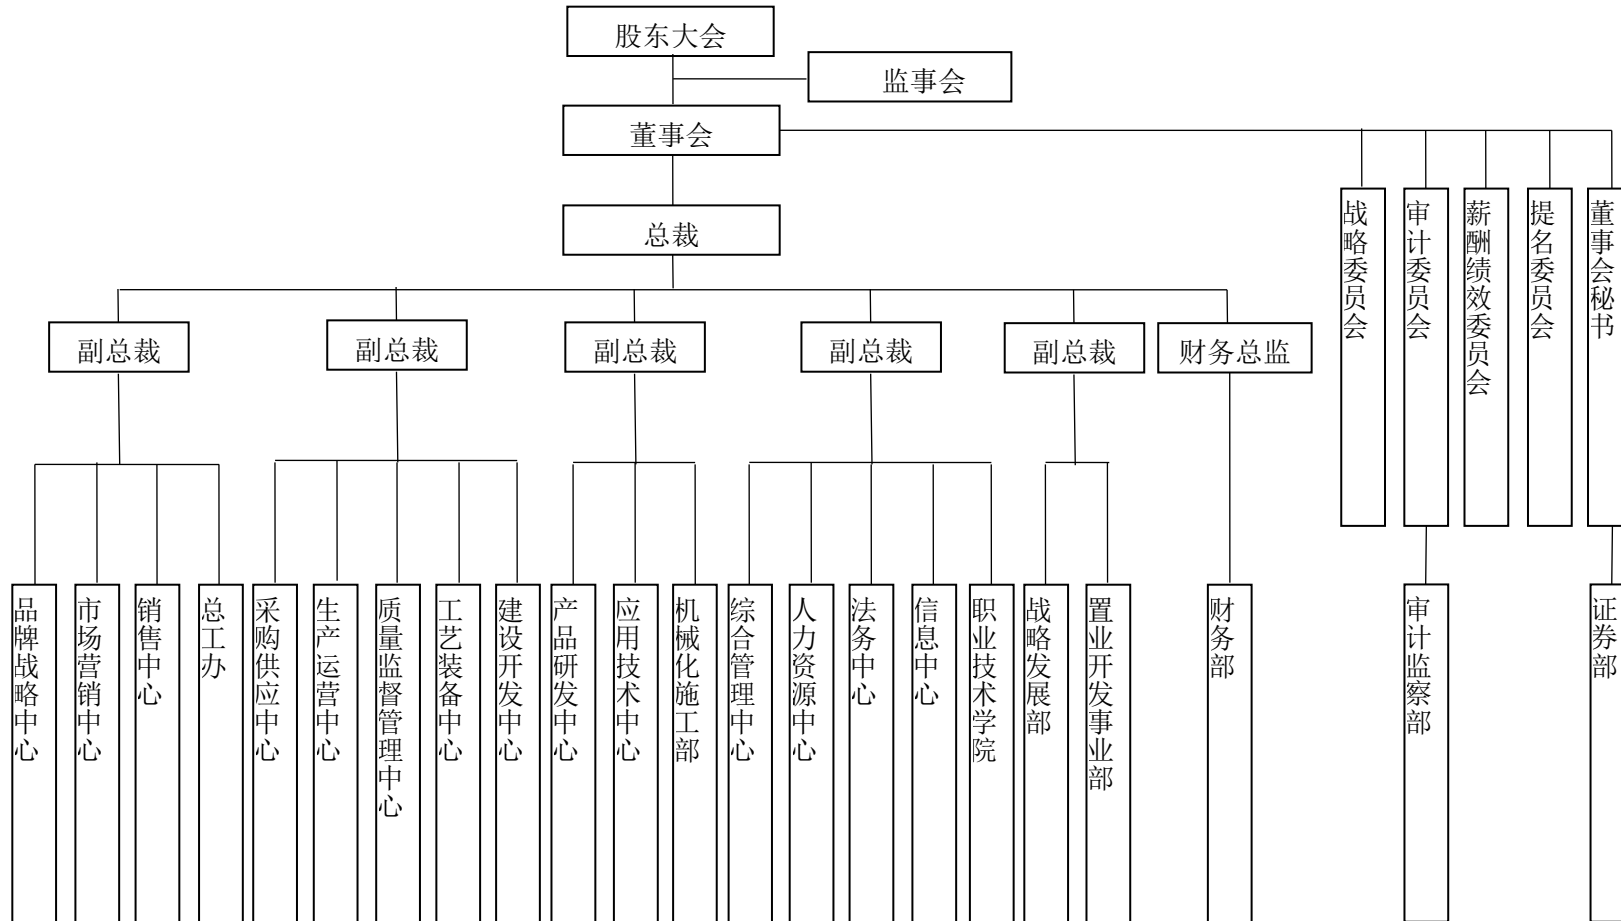 股东大会
监事会
董事会
总裁
战略委员会
审计委员会
薪酬绩效委员会
提名委员会
董事会秘书
副总裁
副总裁
副总裁
副总裁
副总裁
财务总监
品牌战略中心
市场营销中心
销售中心
总工办
采购供应中心
生产运营中心
质量监督管理中心
工艺装备中心
建设开发中心
产品研发中心
应用技术中心
机械化施工部
综合管理中心
人力资源中心
法务中心
信息中心
职业技术学院
战略发展部
置业开发事业部
财务部
审计监察部
证券部